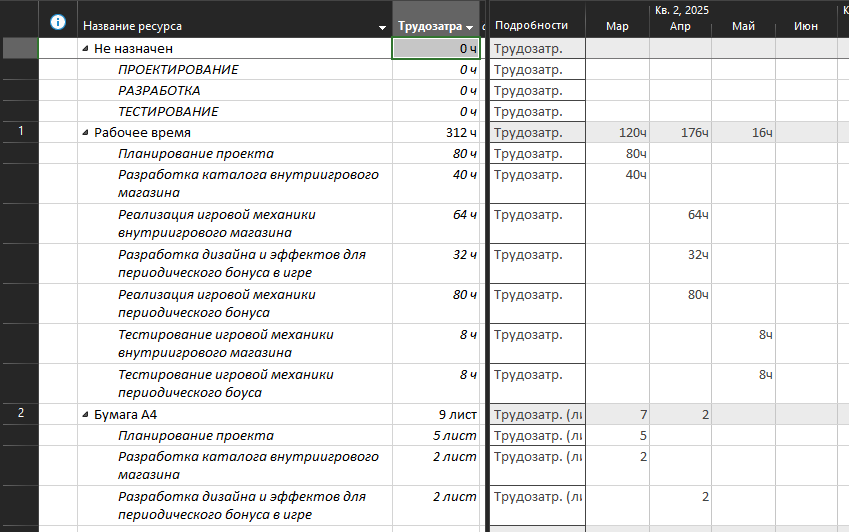 Кв. 2, 2025 К
Название ресурса Трудозатра Подробности Мар Апр Май Июн
Не назначен 0 ч Трудозатр.
ПРОЕКТИРОВАНИЕ 0 ч Трудозатр.
РАЗРАБОТКА 0 ч Трудозатр.
ТЕСТИРОВАНИЕ 0 ч Трудозатр.
1 Рабочее время 312 ч Трудозатр. 120ч 176ч 16ч
Планирование проекта 80 ч Трудозатр. 80ч
Разработка каталога внутриигрового 40 ч Трудозатр. 40ч
магазина
Реализация игровой механики 64 ч Трудозатр. 64ч
внутриигрового магазина
Разработка дизайна и эффектов для 32 ч Трудозатр. 32ч
периодического бонуса в игре
Реализация игровой механики 80 ч Трудозатр. 80ч
периодического бонуса
Тестирование игровой механики 8 ч Трудозатр. 8ч
внутриигрового магазина
Тестирование игровой механики 8 ч Трудозатр. 8ч
периодического боуса
2 Бумага А4 9 лист Трудозатр. (ли 7 2
Планирование проекта 5 лист Трудозатр. (ли 5
Разработка каталога внутриигрового 2 лист Трудозатр. (ли 2
магазина
Разработка дизайна и эффектов для 2 лист Трудозатр. (ли 2
периодического бонуса в игре